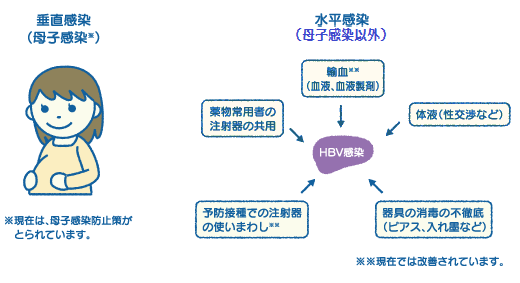 垂直感染
（母子感染※）
※現在は、母子感染防止策が
とられています。
水平感染
（母子感染以外）
輸血※※
（血液、血液製剤）
薬物常用者の
注射器の共用
体液（性交渉など）
HBV感染
予防接種での注射器
の使いまわし※※
器具の消毒の不徹底
（ピアス、入れ墨など）
※※現在では改善されています。